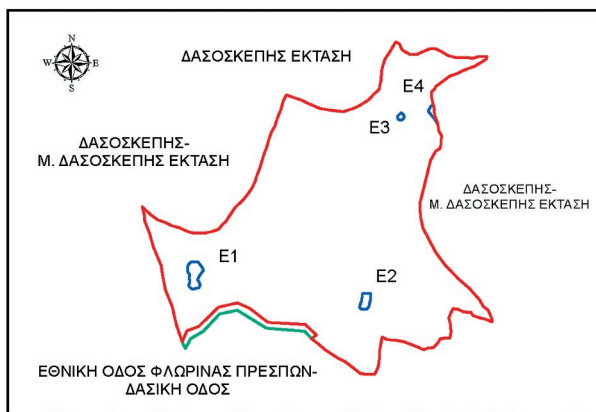 N
W
E
S
ΔΑΣΟΣΚΕΠΗΣ ΕΚΤΑΣΗ
E4
E3
ΔΑΣΟΣΚΕΠΗΣ-
Μ. ΔΑΣΟΣΚΕΠΗΣ ΕΚΤΑΣΗ
ΔΑΣΟΣΚΕΠΗΣ-
Μ. ΔΑΣΟΣΚΕΠΗΣ ΕΚΤΑΣΗ
E1
E2
ΕΘΝΙΚΗ ΟΔΟΣ ΦΛΩΡΙΝΑΣ ΠΡΕΣΠΩΝ-
ΔΑΣΙΚΗ ΟΔΟΣ